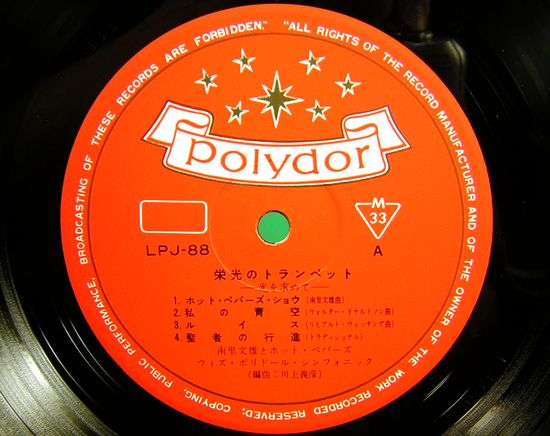 "ALL RIGHTS OF THE RECORD MANUFACTURER AND OF THE OWNER OF THE WORK RECORDED RESERVED; COPYING, PUBLIC PERFORMANCE, BROADCASTING OF THESE RECORDS ARE FORBIDDEN."
polydor
LPJ-88
M
33
A
栄光のトランペット
——光を求めて——
1. ホット・ペパーズ・ショウ (南里文雄曲)
2. 私の青空 (ウォルター・ドナルドソン曲)
3. ルイス (リヒアルト・ウィッチング曲)
4. 聖者の行進 (トラディショナル)
南里文雄とホット・ペパーズ
ウィズ・ポリドール・シンフォニック
(編曲:川上義彦)